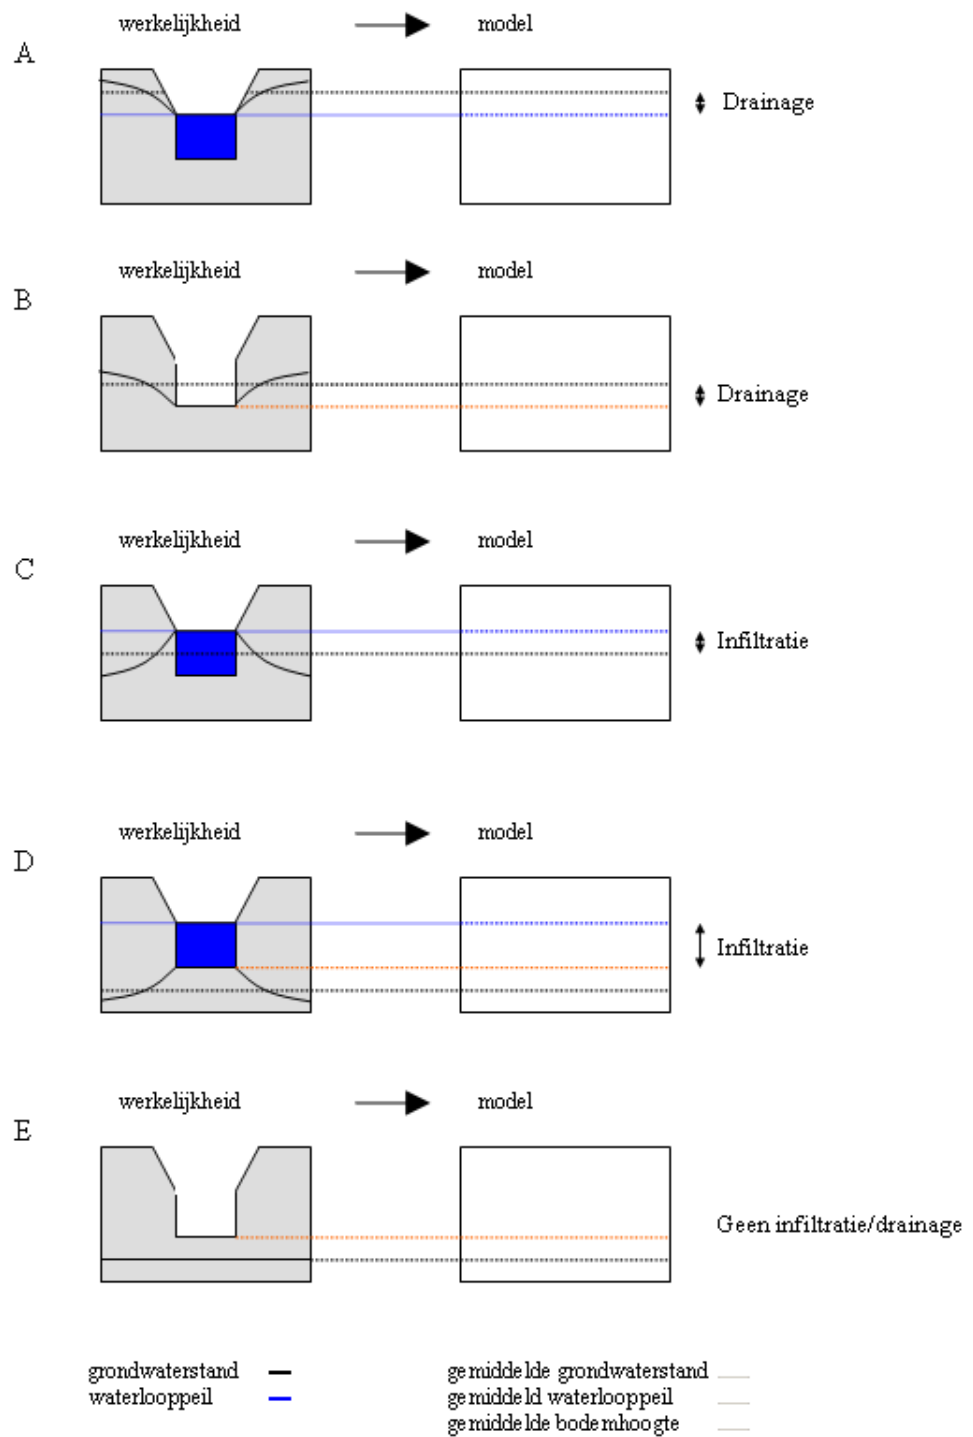 werkelijkheid model
A
Drainage
werkelijkheid model
B
Drainage
werkelijkheid model
C
Infiltratie
werkelijkheid model
D
Infiltratie
werkelijkheid model
E
Geen infiltratie/drainage
grondwaterstand gemiddelde grondwaterstand
waterlooppeil gemiddeld waterlooppeil
gemiddelde bodemhoogte